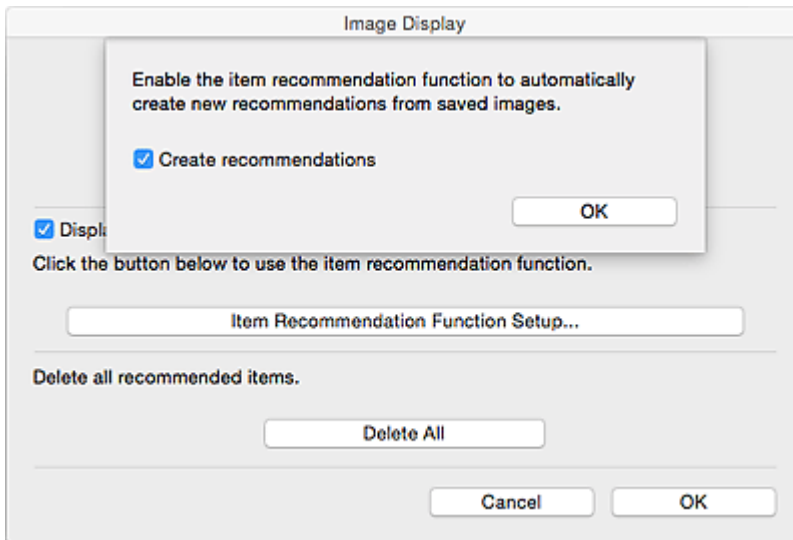 Image Display
Enable the item recommendation function to automatically
create new recommendations from saved images.
Create recommendations
OK
Click the button below to use the item recommendation function.
Item Recommendation Function Setup...
Delete all recommended items.
Delete All
Cancel
OK